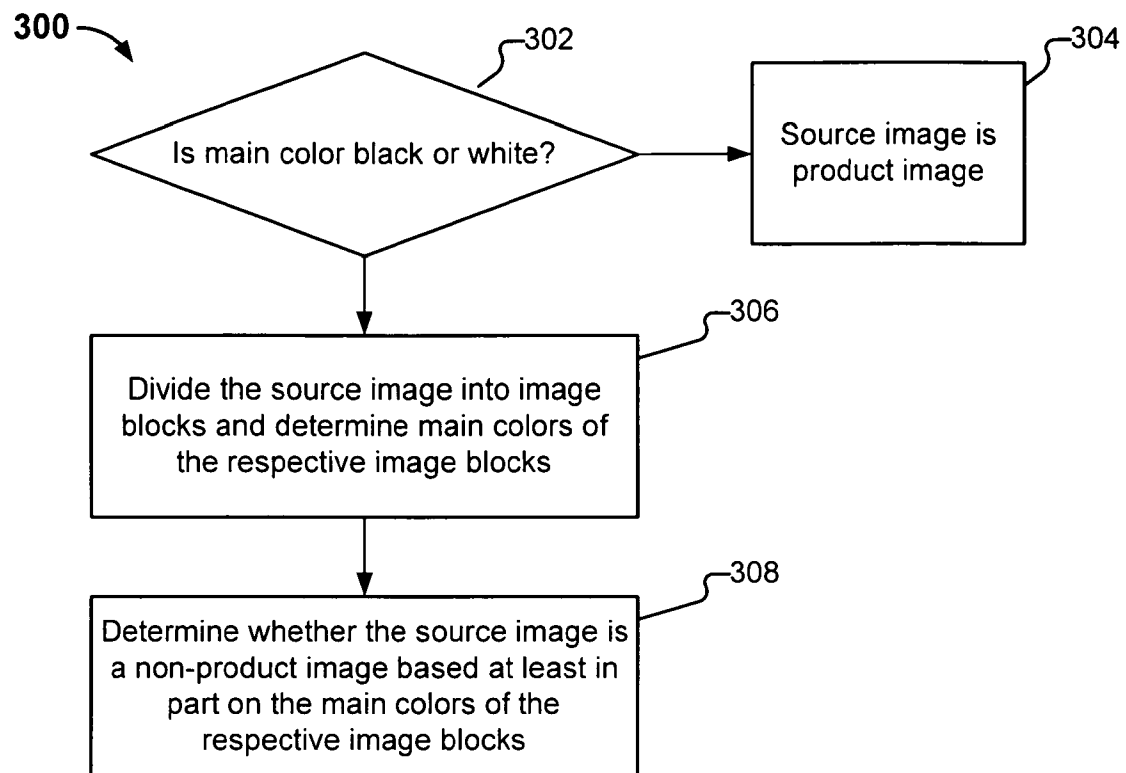 300
302
304
Is main color black or white?
Source image is
product image
306
Divide the source image into image
blocks and determine main colors of
the respective image blocks
308
Determine whether the source image is
a non-product image based at least in
part on the main colors of the
respective image blocks